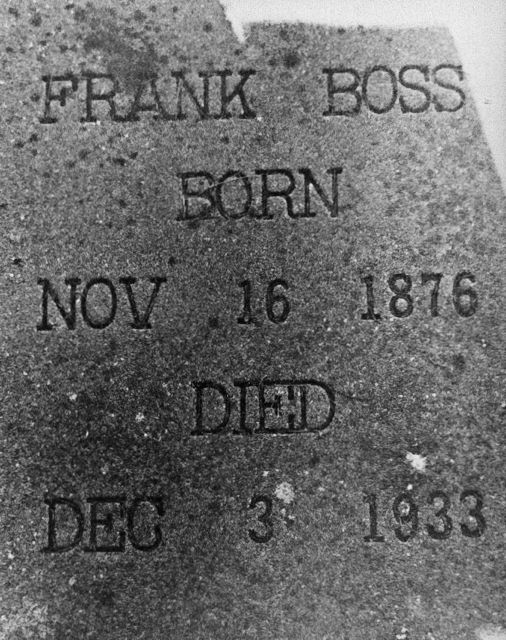 FRANK BOSS
BORN
NOV 16 1876
DIED
DEC 3 1933